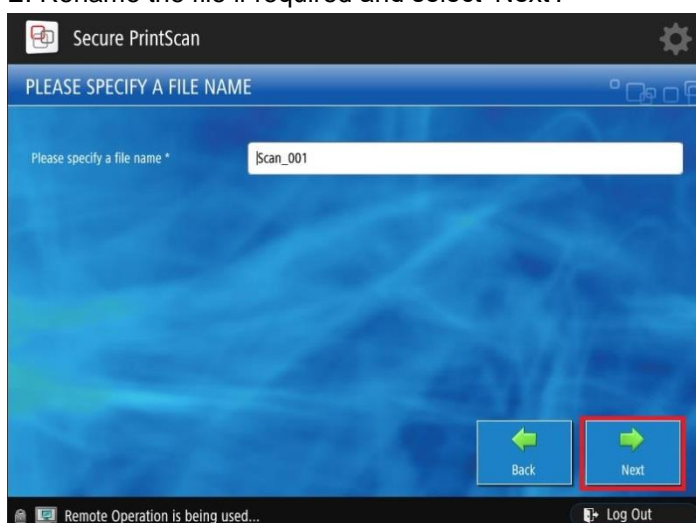 2. Rename the file if required and select 'Next'.
Secure PrintScan
PLEASE SPECIFY A FILE NAME
Please specify a file name *
Scan_001
Back
Next
Remote Operation is being used...
Log Out